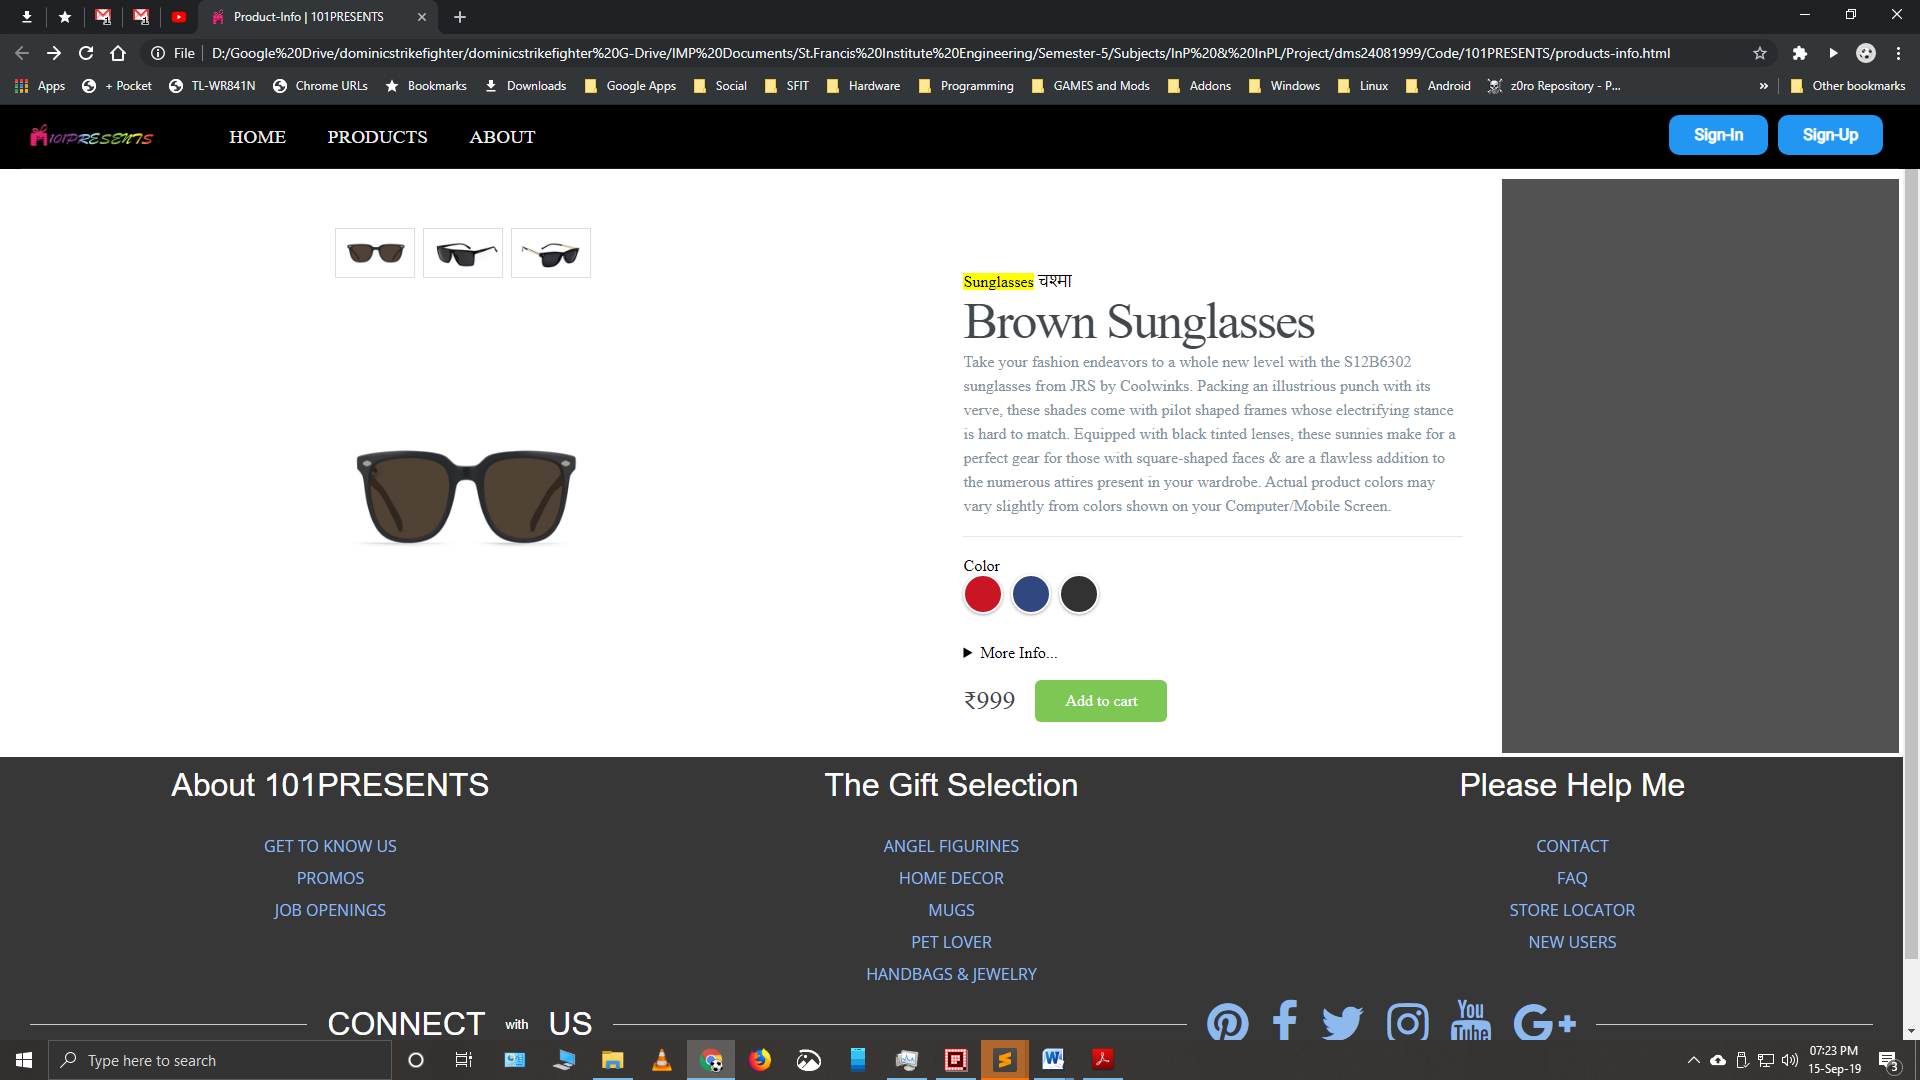 Product-Info | 101PRESENTS
File
D:/Google%20Drive/dominicstrikefighter/dominicstrikefighter%20G-Drive/IMP%20Documents/St.Francis%20Institute%20Engineering/Semester-5/Subjects/InP%20&%20InPL/Project/dms24081999/Code/101PRESENTS/products-info.html
Apps
+ Pocket
TL-WR841N
Chrome URLs
Bookmarks
Downloads
Google Apps
Social
SFIT
Hardware
Programming
GAMES and Mods
Addons
Windows
Linux
Android
z0ro Repository - P...
»
Other bookmarks
101PRESENTS
HOME
PRODUCTS
ABOUT
Sign-In
Sign-Up
Sunglasses चश्मा
Brown Sunglasses
Take your fashion endeavors to a whole new level with the S12B6302
sunglasses from JRS by Coolwinks. Packing an illustrious punch with its
verve, these shades come with pilot shaped frames whose electrifying stance
is hard to match. Equipped with black tinted lenses, these sunnies make for a
perfect gear for those with square-shaped faces & are a flawless addition to
the numerous attires present in your wardrobe. Actual product colors may
vary slightly from colors shown on your Computer/Mobile Screen.
Color
More Info...
₹999
Add to cart
About 101PRESENTS
GET TO KNOW US
PROMOS
JOB OPENINGS
The Gift Selection
ANGEL FIGURINES
HOME DECOR
MUGS
PET LOVER
HANDBAGS & JEWELRY
Please Help Me
CONTACT
FAQ
STORE LOCATOR
NEW USERS
CONNECT with US
You
Tube
G+
Type here to search
07:23 PM
15-Sep-19
3